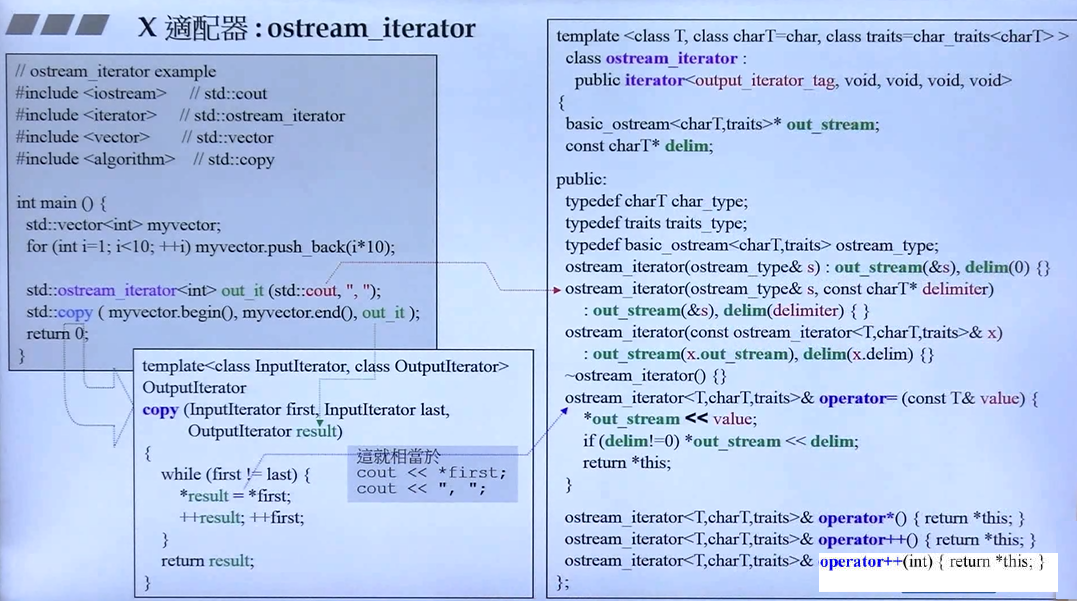 X 適配器 : ostream_iterator
// ostream_iterator example
#include <iostream> // std::cout
#include <iterator> // std::ostream_iterator
#include <vector> // std::vector
#include <algorithm> // std::copy
int main () {
std::vector<int> myvector;
for (int i=1; i<10; ++i) myvector.push_back(i*10);
std::ostream_iterator<int> out_it (std::cout, ", ");
std::copy ( myvector.begin(), myvector.end(), out_it );
return 0;
}
template<class InputIterator, class OutputIterator>
OutputIterator
copy (InputIterator first, InputIterator last,
OutputIterator result)
{
while (first != last) {
*result = *first;
++result; ++first;
}
return result;
}
這就相當於
cout << *first;
cout << ", ";
template <class T, class charT=char, class traits=char_traits<charT> >
class ostream_iterator :
public iterator<output_iterator_tag, void, void, void, void>
{
basic_ostream<charT,traits>* out_stream;
const charT* delim;
public:
typedef charT char_type;
typedef traits traits_type;
typedef basic_ostream<charT,traits> ostream_type;
ostream_iterator(ostream_type& s) : out_stream(&s), delim(0) {}
ostream_iterator(ostream_type& s, const charT* delimiter)
: out_stream(&s), delim(delimiter) { }
ostream_iterator(const ostream_iterator<T,charT,traits>& x)
: out_stream(x.out_stream), delim(x.delim) {}
~ostream_iterator() {}
ostream_iterator<T,charT,traits>& operator= (const T& value) {
*out_stream << value;
if (delim!=0) *out_stream << delim;
return *this;
}
ostream_iterator<T,charT,traits>& operator*() { return *this; }
ostream_iterator<T,charT,traits>& operator++() { return *this; }
ostream_iterator<T,charT,traits>& operator++(int) { return *this; }
};